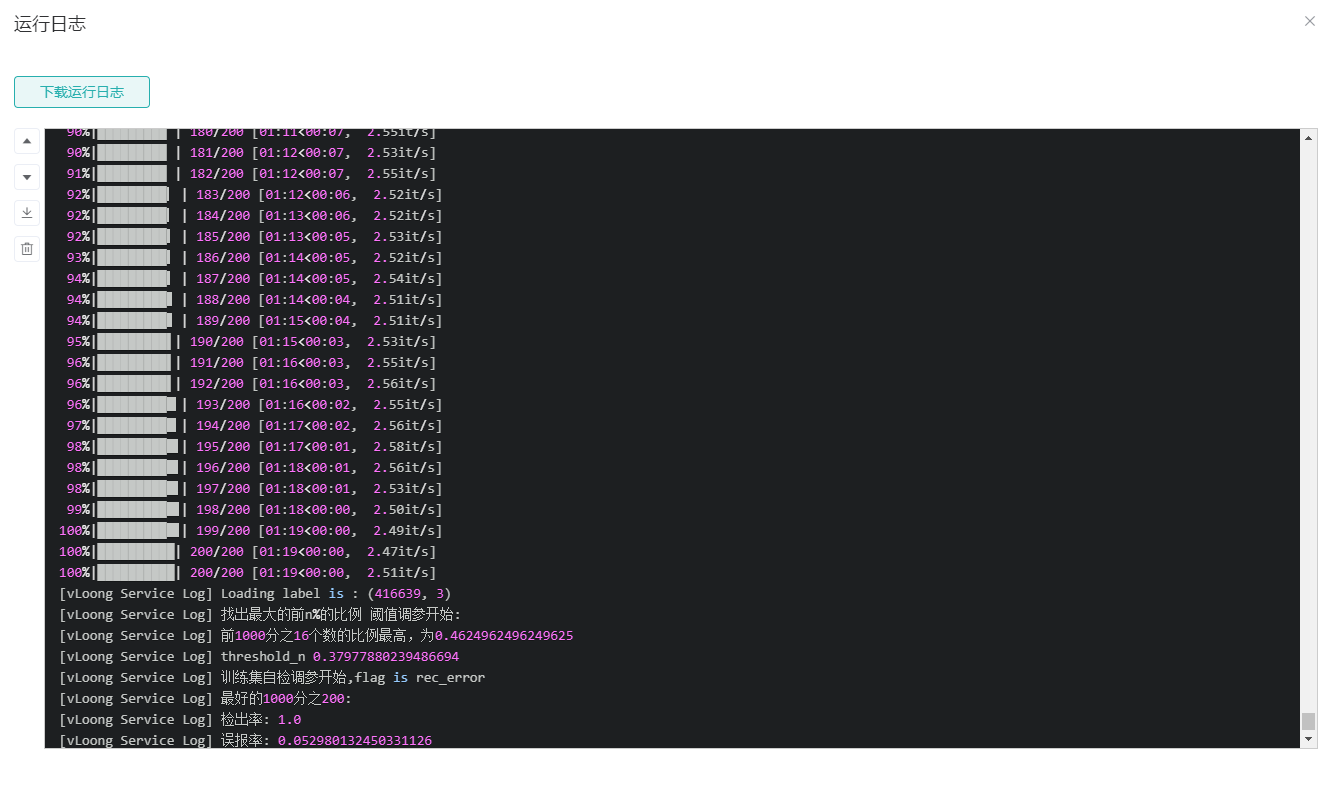 运行日志
下载运行日志
90%|██████████ | 180/200 [01:11<00:07,  2.55it/s]
90%|█████████ | 181/200 [01:12<00:07,  2.53it/s]
91%|█████████ | 182/200 [01:12<00:07,  2.55it/s]
92%|█████████▏| 183/200 [01:12<00:06,  2.52it/s]
92%|█████████▏| 184/200 [01:13<00:06,  2.52it/s]
92%|█████████▎| 185/200 [01:13<00:05,  2.53it/s]
93%|█████████▎| 186/200 [01:14<00:05,  2.52it/s]
94%|█████████▎| 187/200 [01:14<00:05,  2.54it/s]
94%|█████████▍| 188/200 [01:14<00:04,  2.51it/s]
94%|█████████▍| 189/200 [01:15<00:04,  2.51it/s]
95%|█████████▌| 190/200 [01:15<00:03,  2.53it/s]
96%|█████████▌| 191/200 [01:16<00:03,  2.55it/s]
96%|█████████▌| 192/200 [01:16<00:03,  2.56it/s]
96%|█████████▋| 193/200 [01:16<00:02,  2.55it/s]
97%|█████████▋| 194/200 [01:17<00:02,  2.56it/s]
98%|█████████▊| 195/200 [01:17<00:01,  2.58it/s]
98%|█████████▊| 196/200 [01:18<00:01,  2.56it/s]
98%|█████████▊| 197/200 [01:18<00:01,  2.53it/s]
99%|█████████▉| 198/200 [01:18<00:00,  2.50it/s]
100%|█████████▉| 199/200 [01:19<00:00,  2.49it/s]
100%|██████████| 200/200 [01:19<00:00,  2.47it/s]
100%|██████████| 200/200 [01:19<00:00,  2.51it/s]
[vLoong Service Log] Loading label is : (416639, 3)
[vLoong Service Log] 找出最大的前n%的比例 阈值调参开始:
[vLoong Service Log] 前1000分之16个数的比例最高，为0.4624962496249625
[vLoong Service Log] threshold_n 0.37977880239486694
[vLoong Service Log] 训练集自检调参开始,flag is rec_error
[vLoong Service Log] 最好的1000分之200:
[vLoong Service Log] 检出率: 1.0
[vLoong Service Log] 误报率: 0.052980132450331126